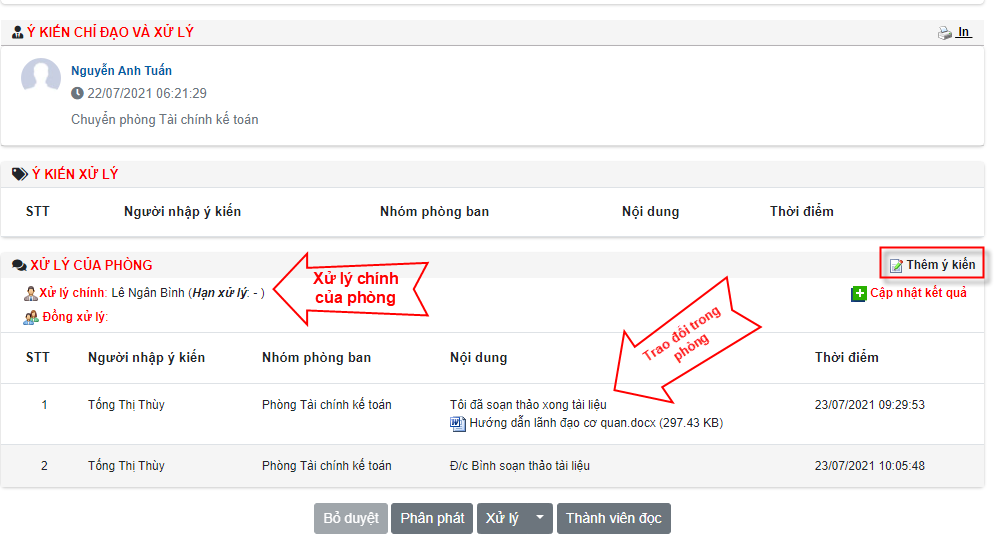 Ý KIẾN CHỈ ĐẠO VÀ XỬ LÝ
In
Nguyễn Anh Tuấn
22/07/2021 06:21:29
Chuyển phòng Tài chính kế toán
Ý KIẾN XỬ LÝ
STT Người nhập ý kiến Nhóm phòng ban Nội dung Thời điểm
XỬ LÝ CỦA PHÒNG
Thêm ý kiến
Xử lý chính: Lê Ngân Bình (Hạn xử lý: - )
Xử lý chính
của phòng
Cập nhật kết quả
Đồng xử lý:
Trao đổi trong
phòng
STT Người nhập ý kiến Nhóm phòng ban Nội dung Thời điểm
1 Tống Thị Thùy Phòng Tài chính kế toán Tôi đã soạn thảo xong tài liệu 23/07/2021 09:29:53
Hướng dẫn lãnh đạo cơ quan.docx (297.43 KB)
2 Tống Thị Thùy Phòng Tài chính kế toán Đ/c Bình soạn thảo tài liệu 23/07/2021 10:05:48
Bỏ duyệt Phân phát Xử lý Thành viên đọc